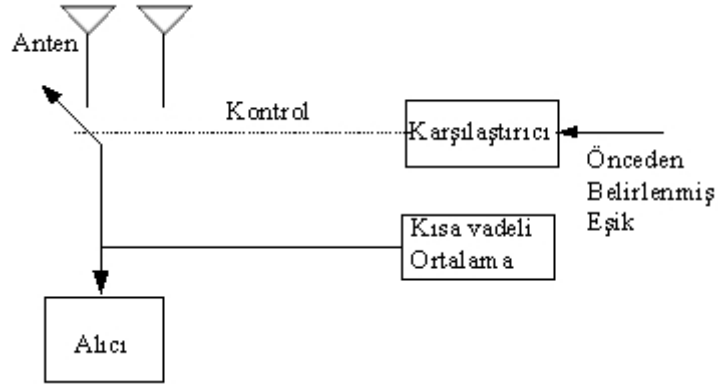 Anten
Kontrol
Karşılaştırıcı
Önceden
Belirlenmiş
Eşik
Kısa vadeli
Ortalama
Alıcı